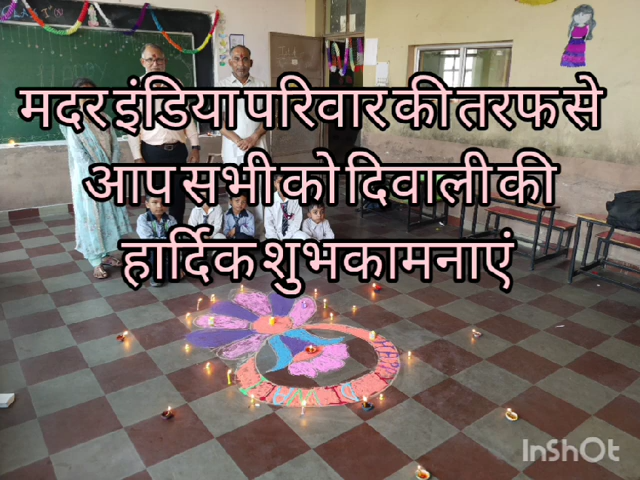 मदर इंडिया परिवार की तरफ से
आप सभी को दिवाली की
हार्दिक शुभकामनाएं
InShOt